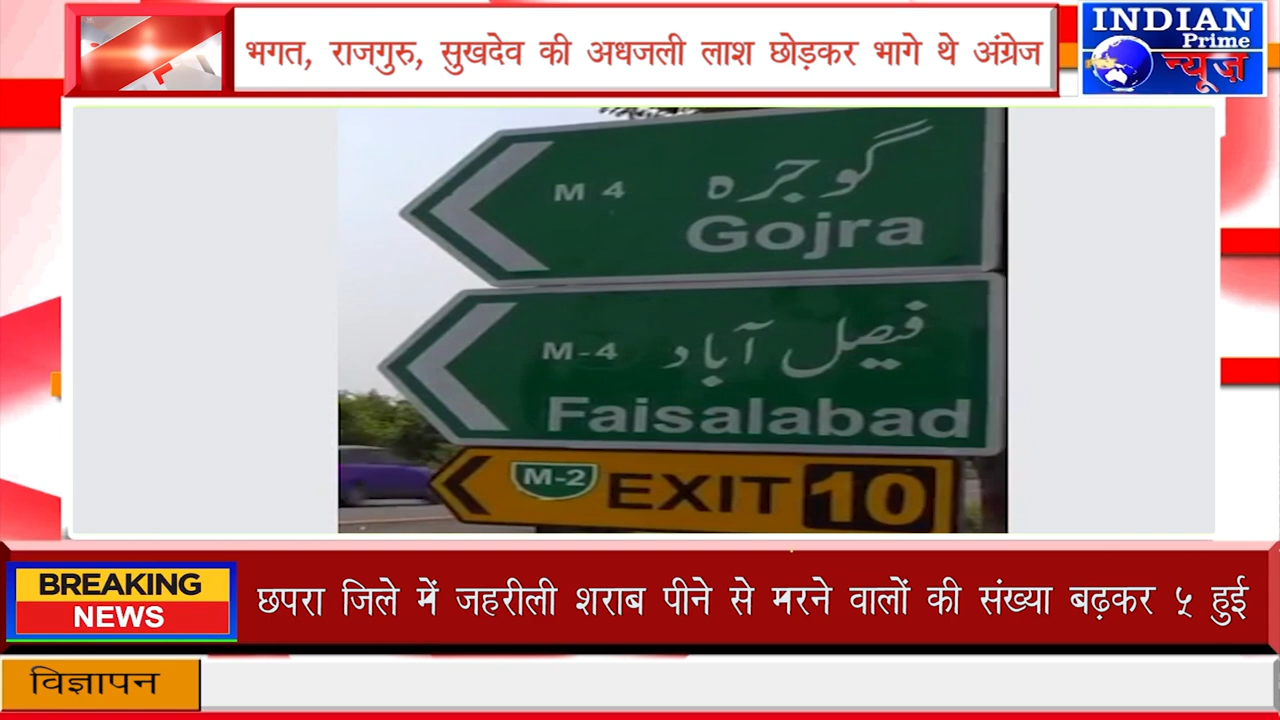 भगत, राजगुरु, सुखदेव की अधजली लाश छोड़कर भागे थे अंग्रेज
INDIAN
Prime
न्यूज़
M 4 گوجرہ
Gojra
M-4 فیصل آباد
Faisalabad
M-2 EXIT 10
BREAKING
NEWS
छपरा जिले में जहरीली शराब पीने से मरने वालों की संख्या बढ़कर ५ हुई
विज्ञापन